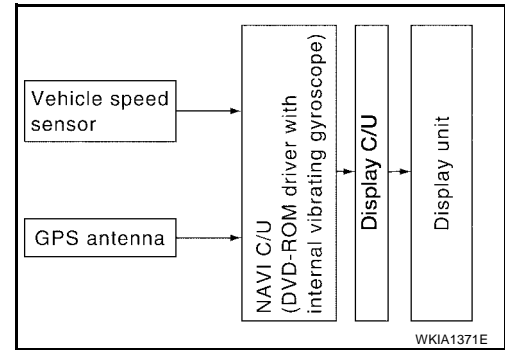 Vehicle speed
sensor
GPS antenna
NAVI C/U
(DVD-ROM driver with
internal vibrating gyroscope)
Display C/U
Display unit
WKIA1371E